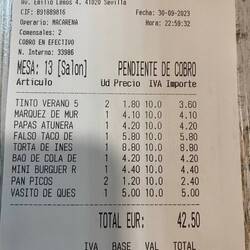 Av. Emilio Lemos 4, 41020 Sevilla
CIF: B91889016 Fecha: 30-09-2023
Operario: MACARENA Hora: 22:59:32
Comensales: 2
COBRO EN EFECTIVO
N. Interno: 33986
MESA: 13 [Salon] PENDIENTE DE COBRO
Articulo Ud Precio IVA Importe
TINTO VERANO 5 2 1.80 10.0 3.60
MARQUEZ DE MUR 1 4.10 10.0 4.10
PAPAS ATUNERA 1 4.20 10.0 4.20
FALSO TACO DE 1 5.80 10.0 5.80
TORTA DE INES 1 8.80 10.0 8.80
BAO DE COLA DE 1 4.20 10.0 4.20
MINI BURGUER R 1 4.40 10.0 4.40
PAN PICOS 2 1.20 10.0 2.40
VASITO DE QUES 1 5.00 10.0 5.00
TOTAL EUR: 42.50
IVA BASE VAL TOTAL